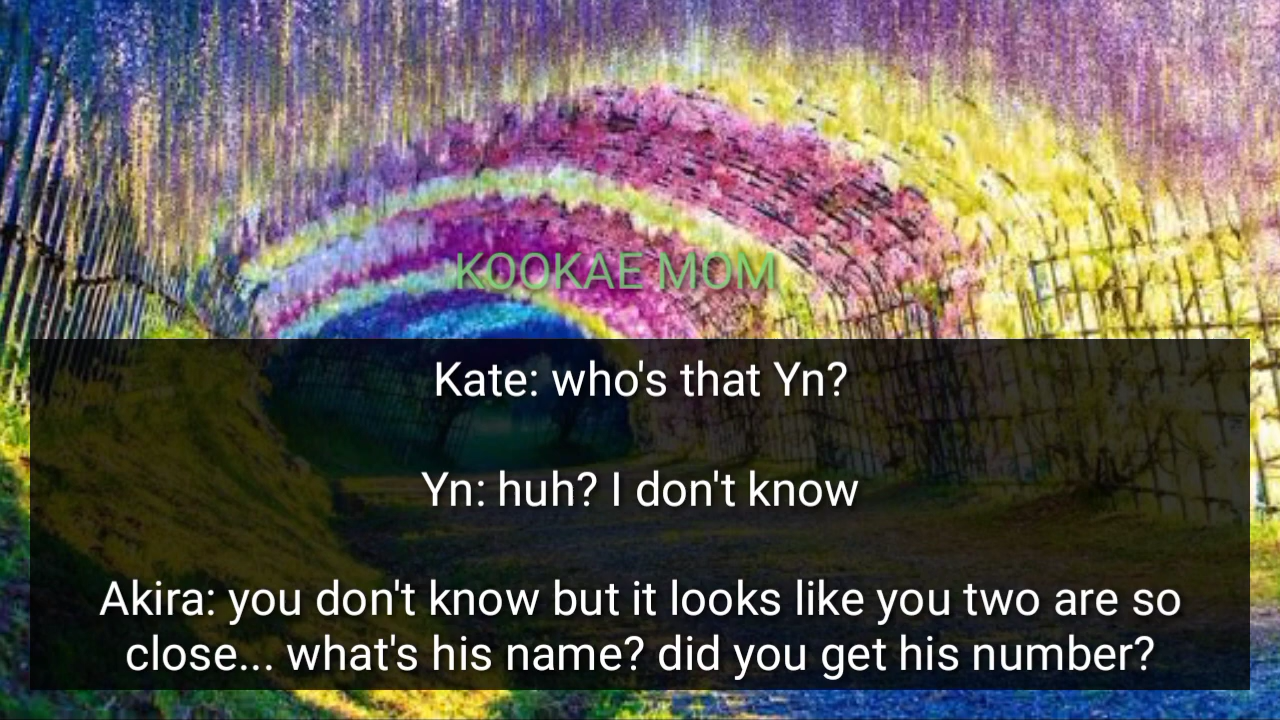 KOOKAE MOM
Kate: who's that Yn?
Yn: huh? I don't know
Akira: you don't know but it looks like you two are so
close... what's his name? did you get his number?